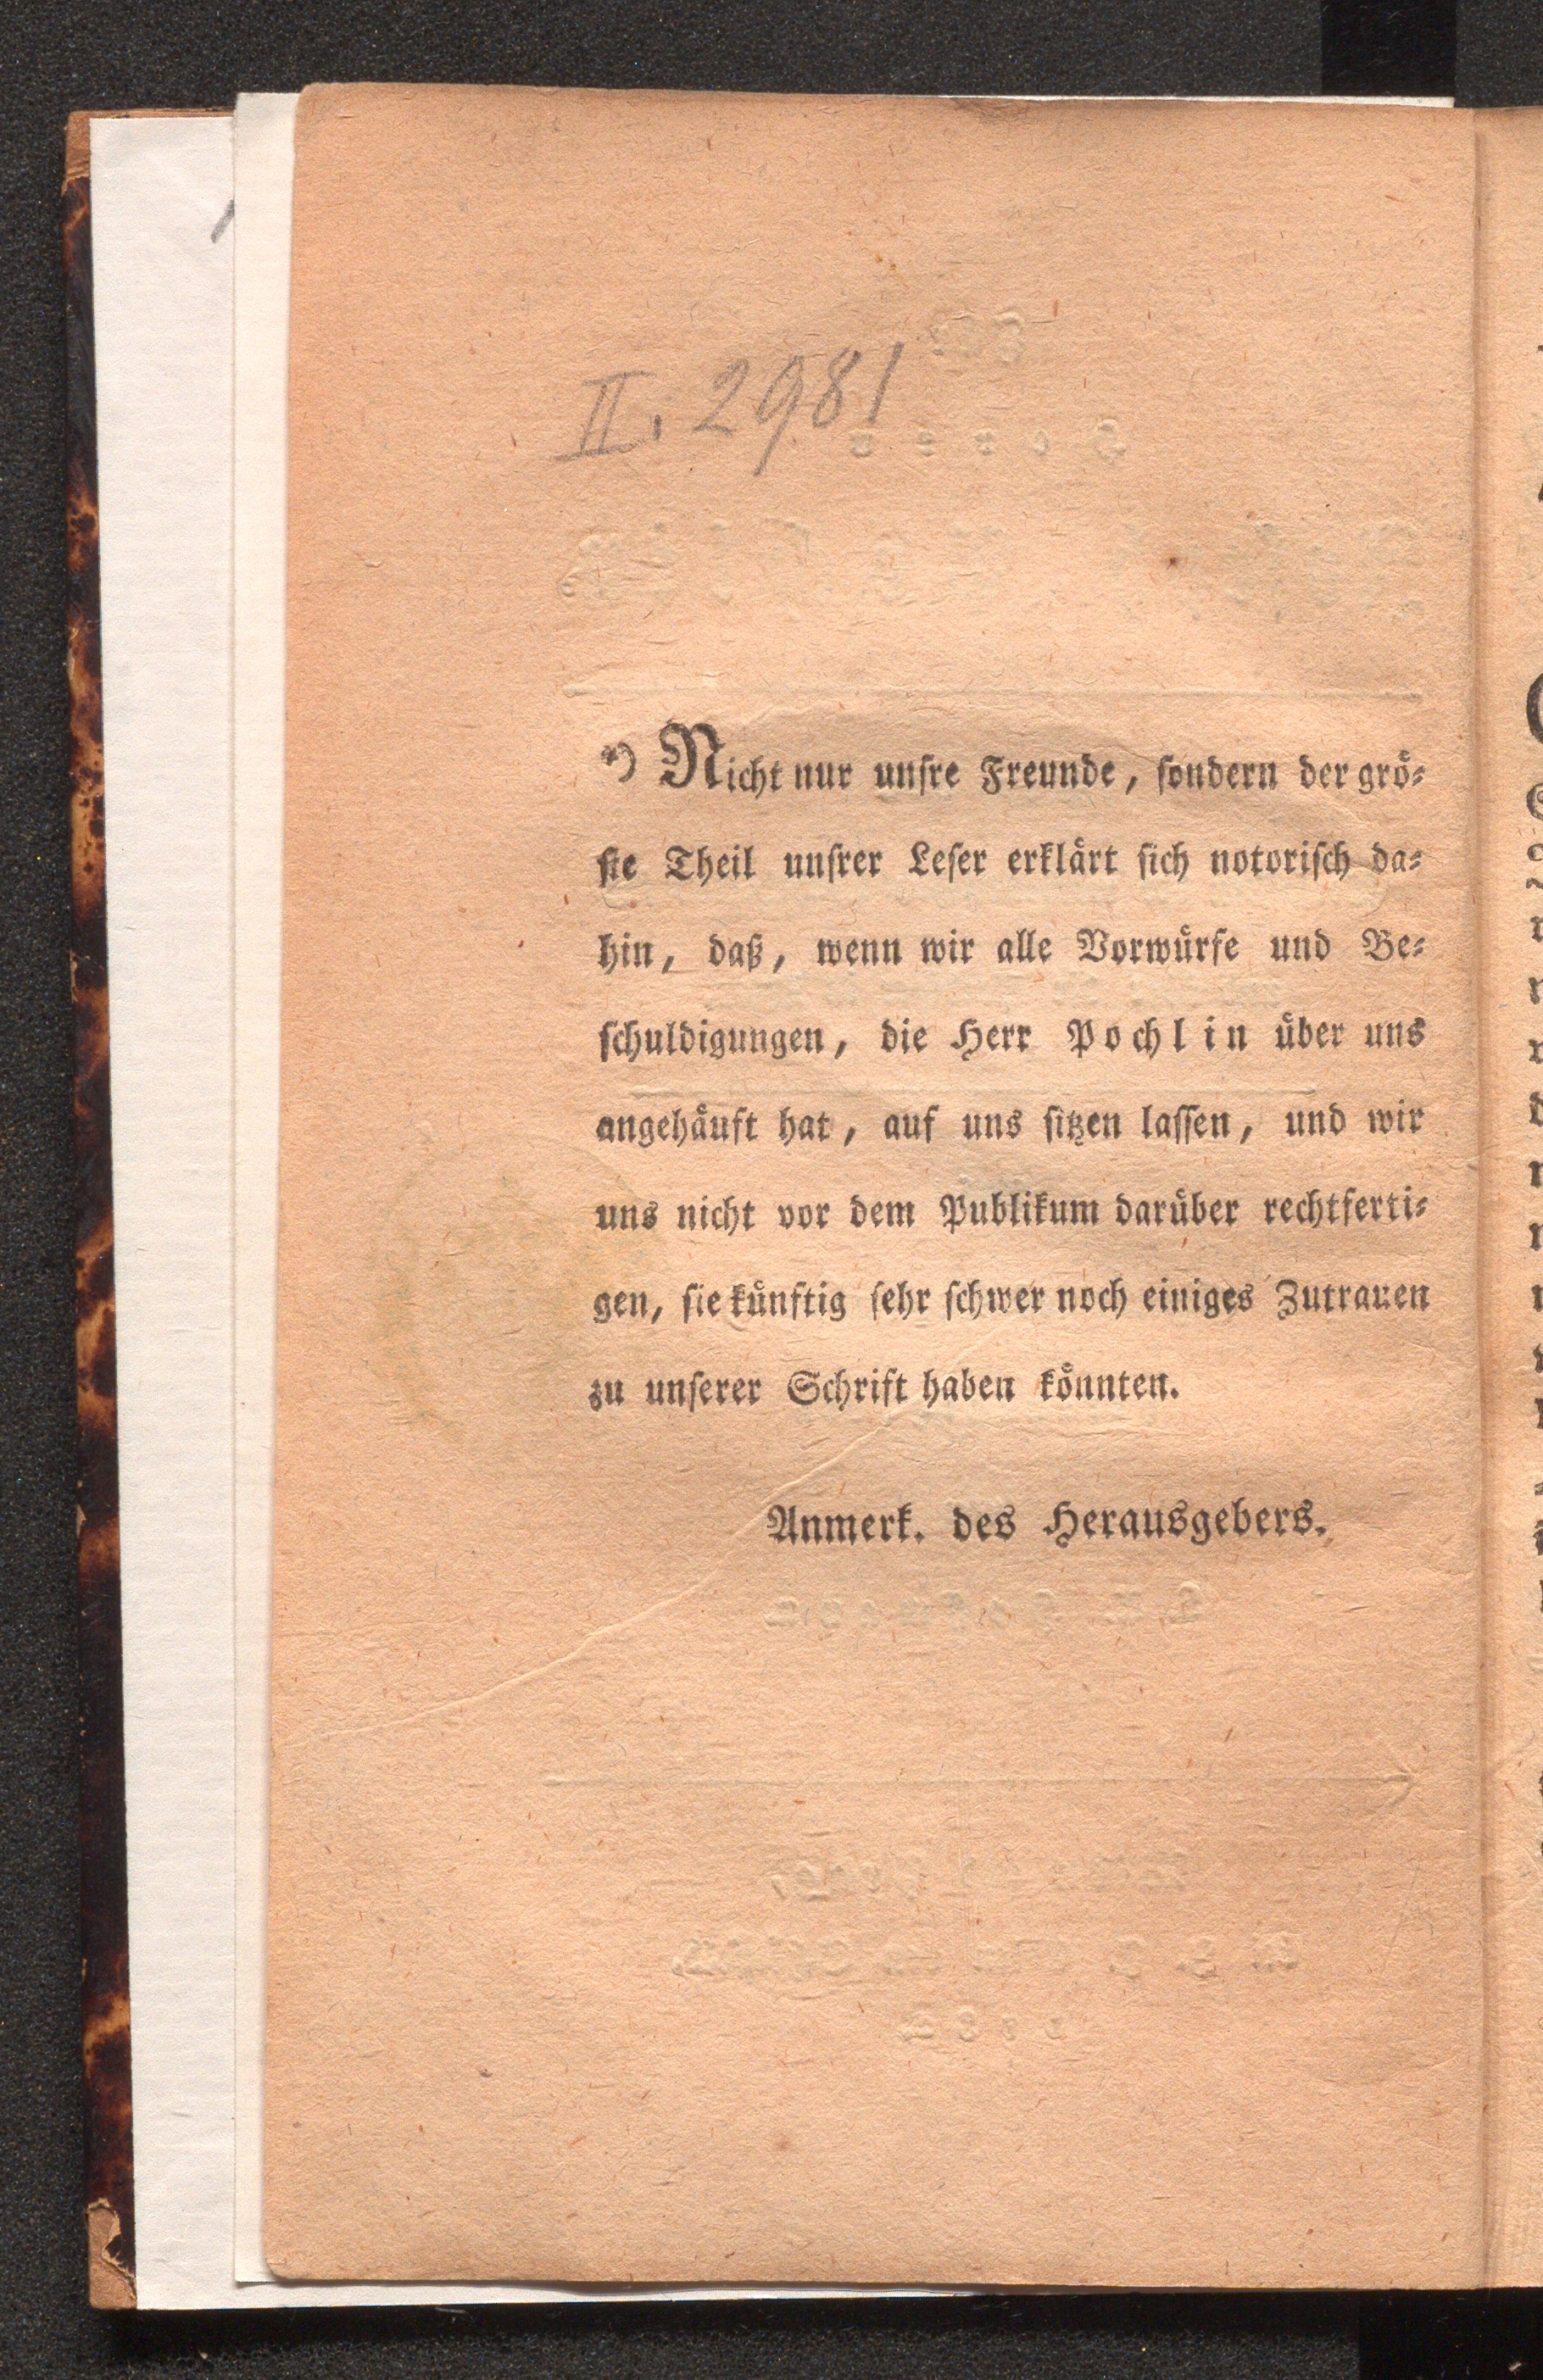 II. 2981
*) Nicht nur unſre Freunde, ſondern der grö⸗
ſte Theil unſrer Leſer erklärt ſich notoriſch da⸗
hin, daß, wenn wir alle Vorwürfe und Be⸗
ſchuldigungen, die Herr Pochlin über uns
angehäuft hat, auf uns ſitzen laſſen, und wir
uns nicht vor dem Publikum darüber rechtferti⸗
gen, ſie künftig ſehr ſchwer noch einiges Zutrauen
zu unſerer Schrift haben könnten.
Anmerk. des Herausgebers.